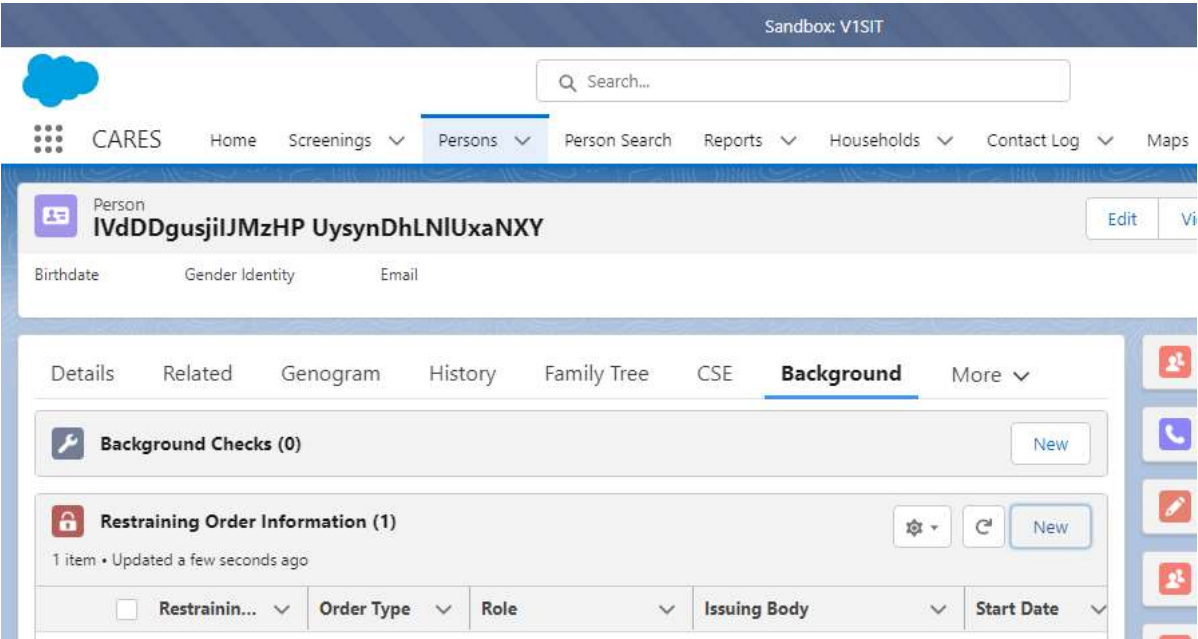 Sandbox: V1SIT
Search...
CARES Home Screenings Persons Person Search Reports Households Contact Log Maps
Person
lVdDDgusjilJMzHP UysynDhLNlUxaNXY
Edit Vi
Birthdate Gender Identity Email
Details Related Genogram History Family Tree CSE Background More
Background Checks (0) New
Restraining Order Information (1) New
1 item • Updated a few seconds ago
Restrainin... Order Type Role Issuing Body Start Date